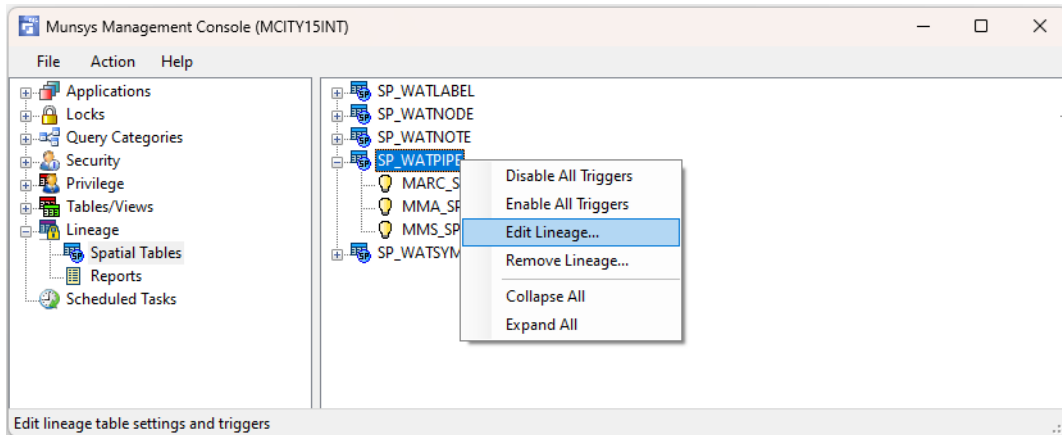 Munsys Management Console (MCITY15INT)
File Action Help
Applications
Locks
Query Categories
Security
Privilege
Tables/Views
Lineage
Spatial Tables
Reports
Scheduled Tasks
SP_WATLABEL
SP_WATNODE
SP_WATNOTE
SP_WATPIPE
MARC_S
MMA_SP
MMS_SP
SP_WATSYM
Disable All Triggers
Enable All Triggers
Edit Lineage...
Remove Lineage...
Collapse All
Expand All
Edit lineage table settings and triggers